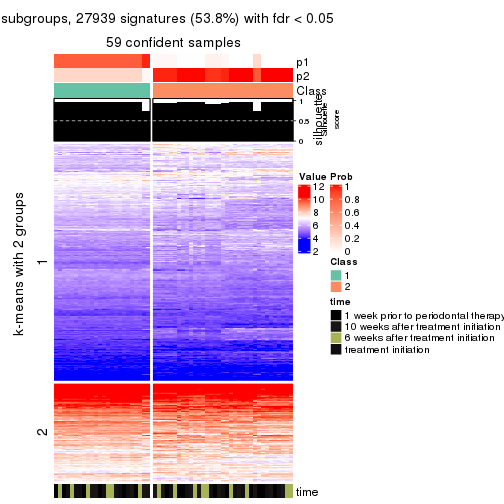 subgroups, 27939 signatures (53.8%) with fdr < 0.05
59 confident samples
p1
p2
Class
silhouette
1
0.5
0
Silhouette
score
k-means with 2 groups
1
2
time
Value
12
10
8
6
4
2
Prob
1
0.8
0.6
0.4
0.2
0
Class
1
2
time
1 week prior to periodontal therapy
10 weeks after treatment initiation
6 weeks after treatment initiation
treatment initiation